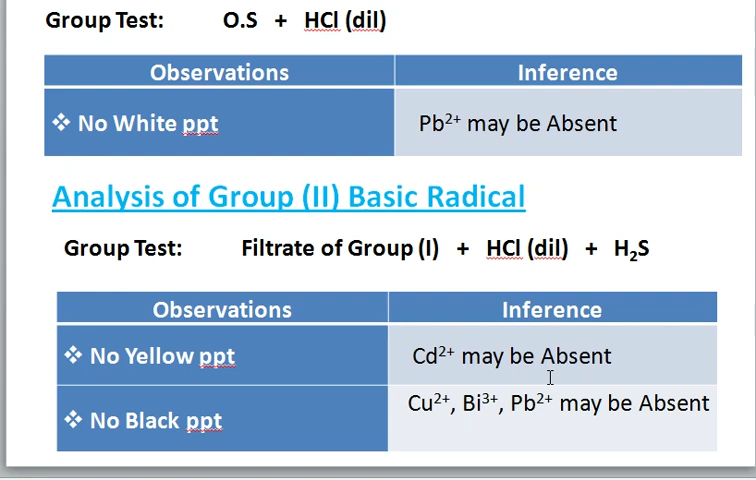 Group Test: O.S + HCl (dil)
Observations Inference
❖ No White ppt Pb²⁺ may be Absent
Analysis of Group (II) Basic Radical
Group Test: Filtrate of Group (I) + HCl (dil) + H₂S
Observations Inference
❖ No Yellow ppt Cd²⁺ may be Absent
❖ No Black ppt Cu²⁺, Bi³⁺, Pb²⁺ may be Absent